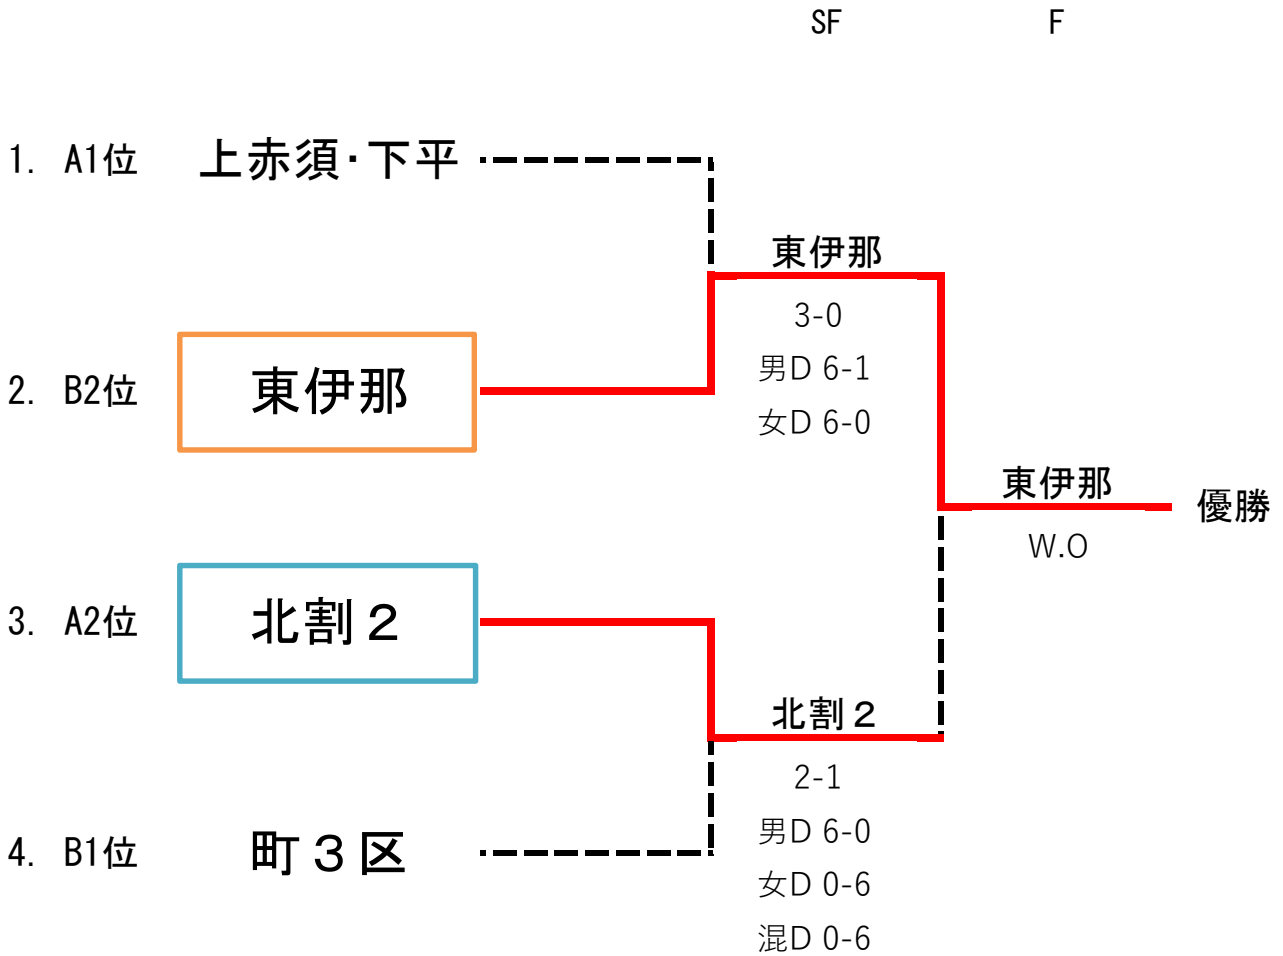 SF F
1. A1位 上赤須・下平
東伊那
3-0
2. B2位 東伊那
男D 6-1
女D 6-0
東伊那
優勝
W.O
3. A2位 北割２
北割２
2-1
男D 6-0
4. B1位 町３区
女D 0-6
混D 0-6